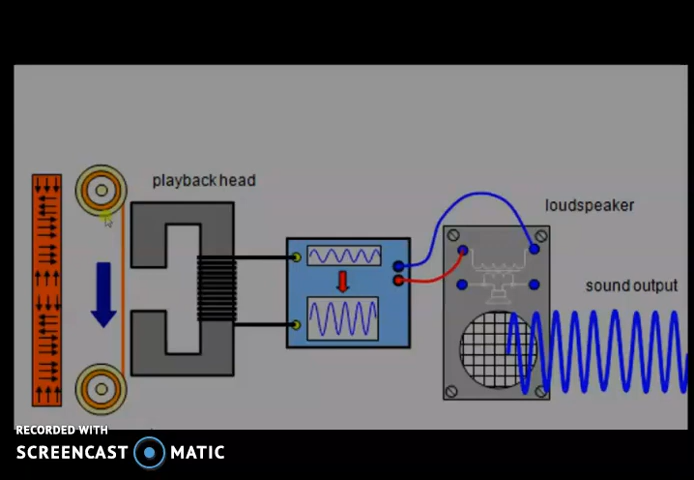 playback head
loudspeaker
sound output
RECORDED WITH
SCREENCAST MATIC